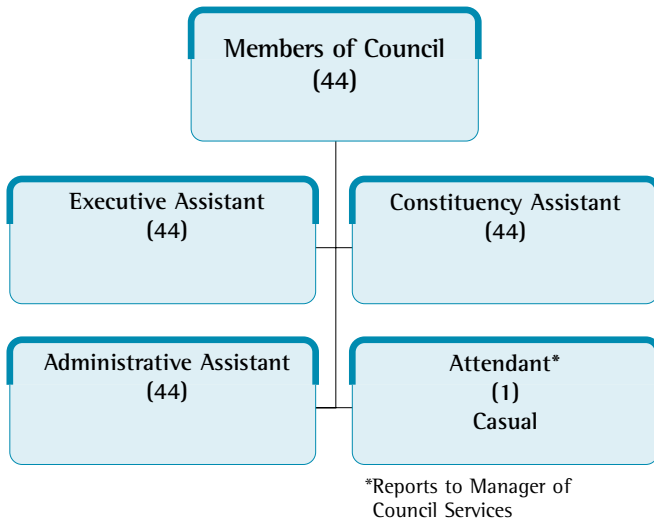 Members of Council
(44)
Executive Assistant
(44)
Constituency Assistant
(44)
Administrative Assistant
(44)
Attendant*
(1)
Casual
*Reports to Manager of
Council Services